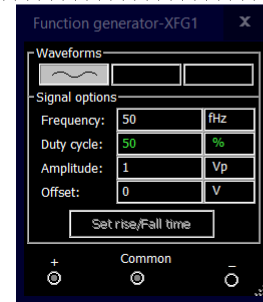 Function generator-XFG1 x
Waveforms
Signal options
Frequency: 50 fHz
Duty cycle: 50 %
Amplitude: 1 Vp
Offset: 0 V
Set rise/Fall time
+ Common –